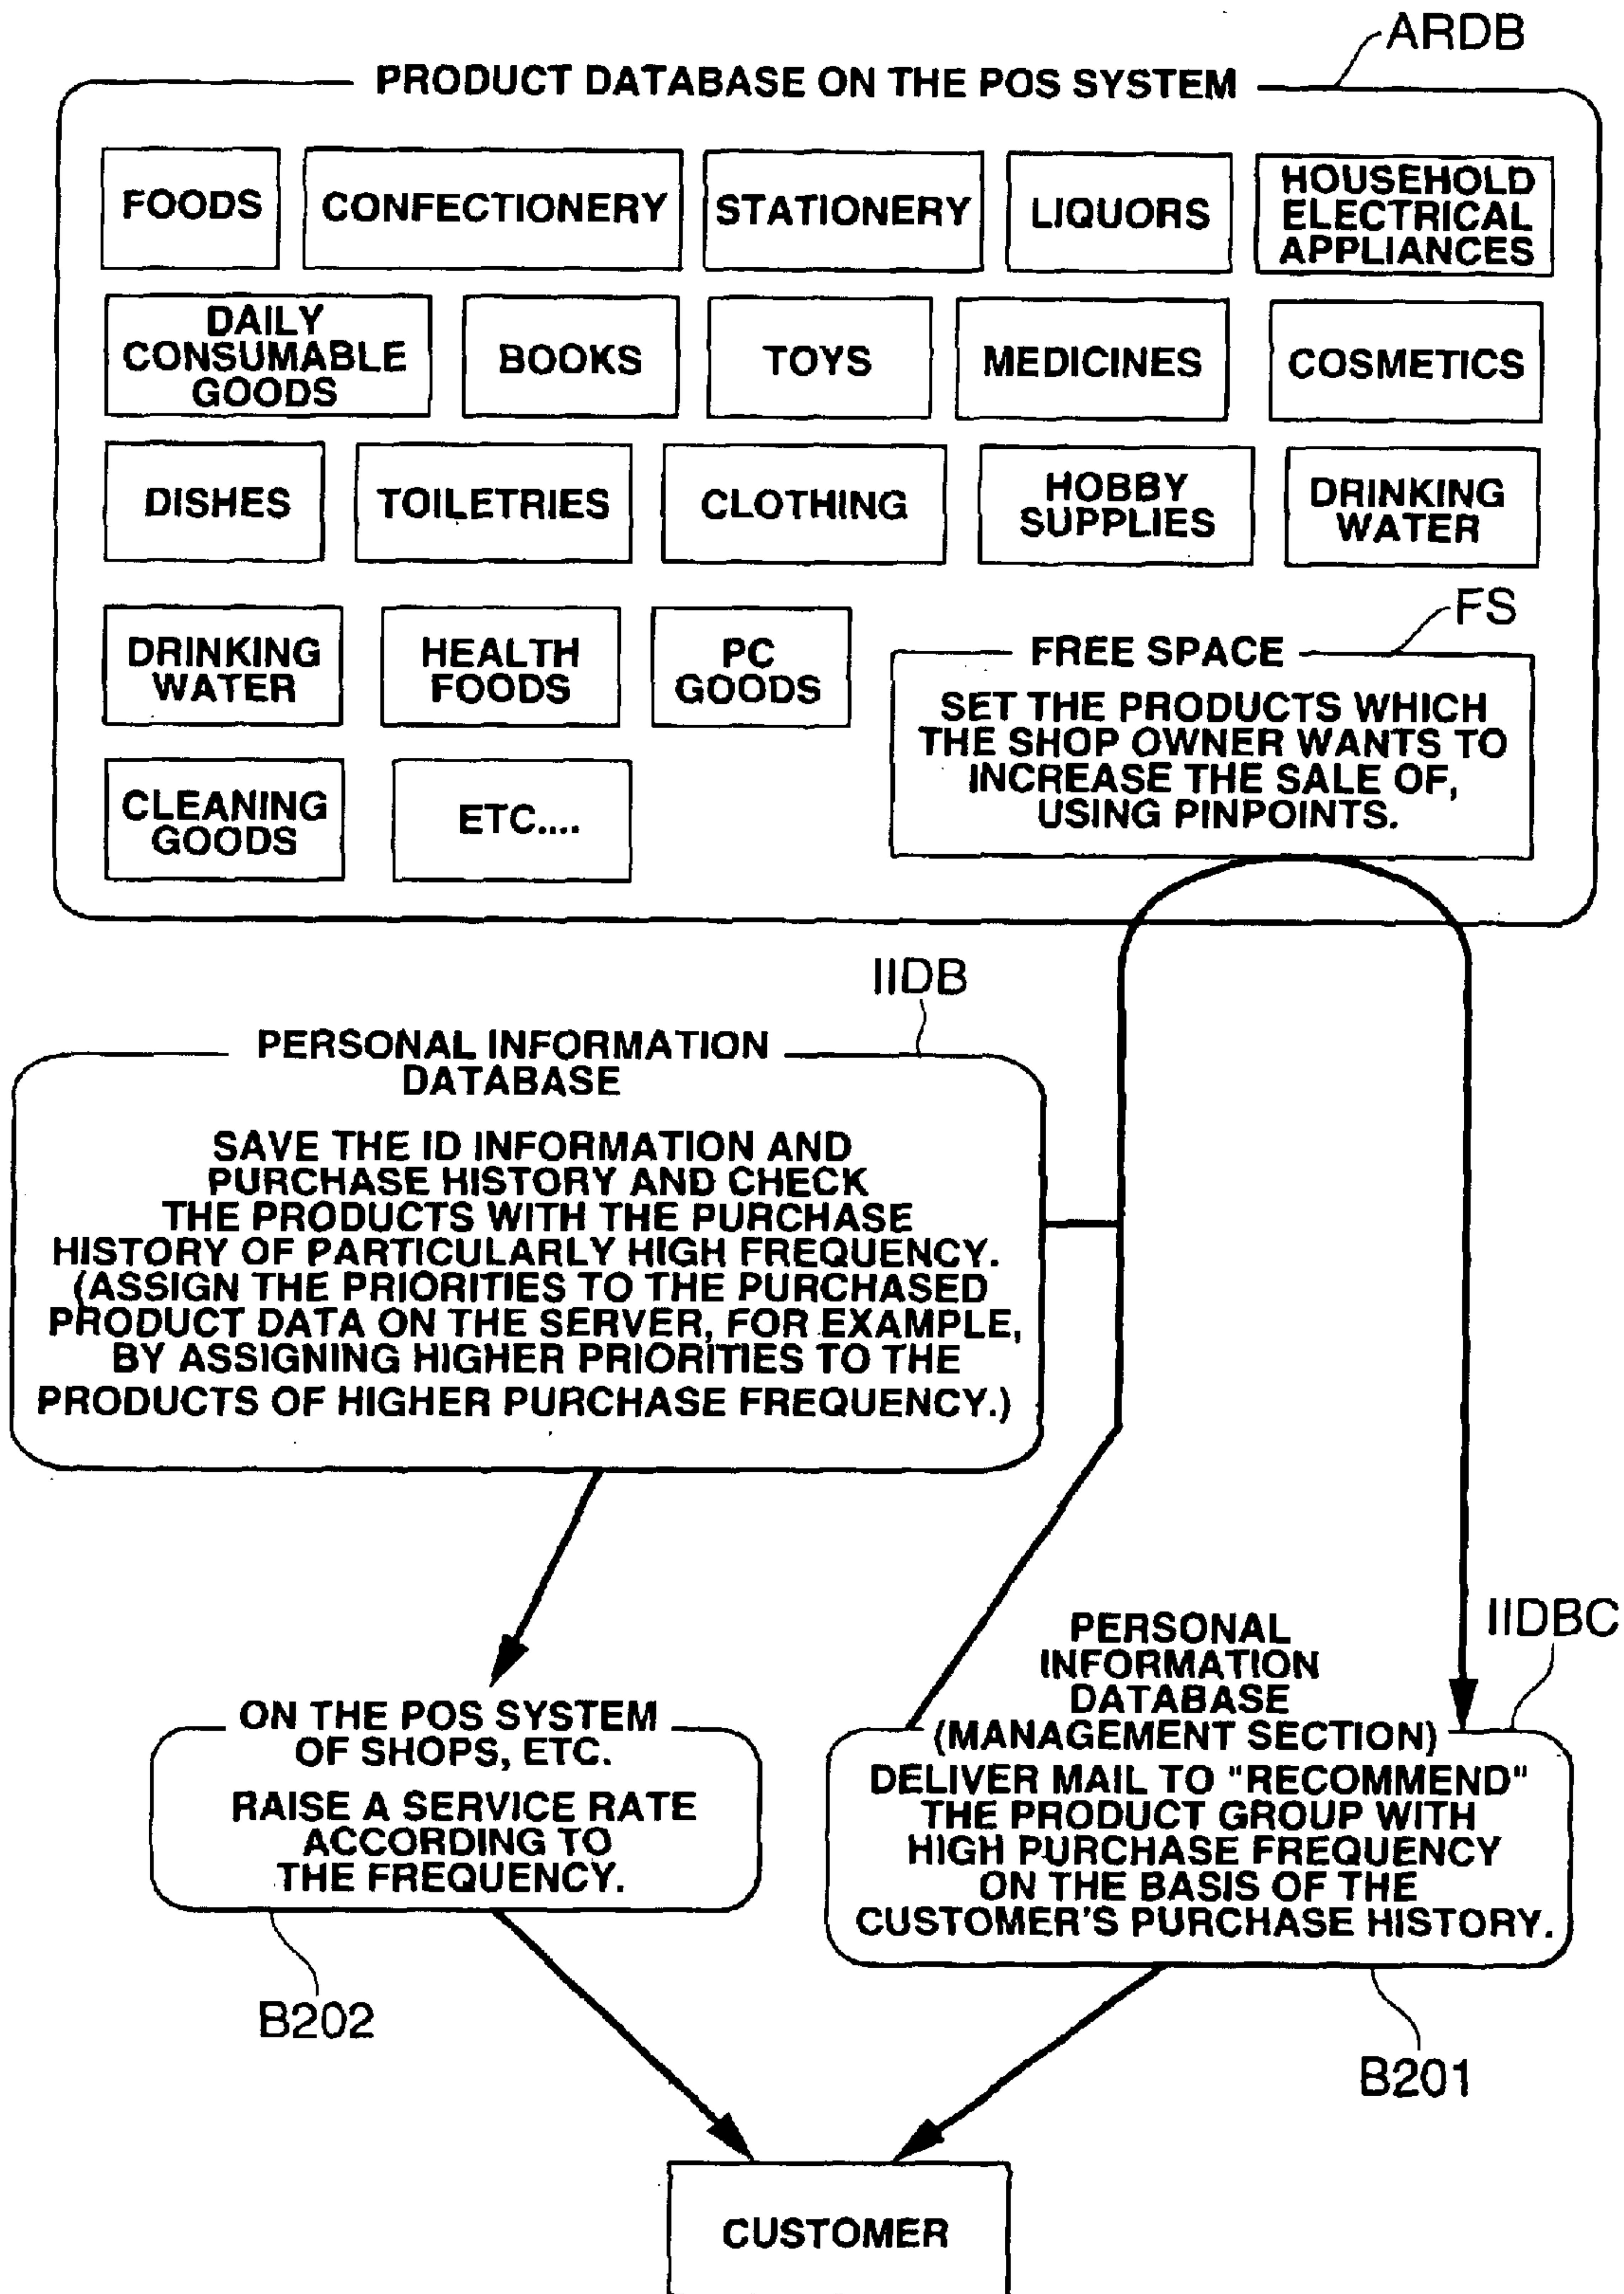 ARDB
PRODUCT DATABASE ON THE POS SYSTEM
FOODS
CONFECTIONERY
STATIONERY
LIQUORS
HOUSEHOLD
ELECTRICAL
APPLIANCES
DAILY
CONSUMABLE
GOODS
BOOKS
TOYS
MEDICINES
COSMETICS
DISHES
TOILETRIES
CLOTHING
HOBBY
SUPPLIES
DRINKING
WATER
DRINKING
WATER
HEALTH
FOODS
PC
GOODS
FS
FREE SPACE
SET THE PRODUCTS WHICH
THE SHOP OWNER WANTS TO
INCREASE THE SALE OF,
USING PINPOINTS.
CLEANING
GOODS
ETC....
IIDB
PERSONAL INFORMATION
DATABASE
SAVE THE ID INFORMATION AND
PURCHASE HISTORY AND CHECK
THE PRODUCTS WITH THE PURCHASE
HISTORY OF PARTICULARLY HIGH FREQUENCY.
(ASSIGN THE PRIORITIES TO THE PURCHASED
PRODUCT DATA ON THE SERVER, FOR EXAMPLE,
BY ASSIGNING HIGHER PRIORITIES TO THE
PRODUCTS OF HIGHER PURCHASE FREQUENCY.)
ON THE POS SYSTEM
OF SHOPS, ETC.
RAISE A SERVICE RATE
ACCORDING TO
THE FREQUENCY.
B202
IIDBC
PERSONAL
INFORMATION
DATABASE
(MANAGEMENT SECTION)
DELIVER MAIL TO "RECOMMEND"
THE PRODUCT GROUP WITH
HIGH PURCHASE FREQUENCY
ON THE BASIS OF THE
CUSTOMER'S PURCHASE HISTORY.
B201
CUSTOMER